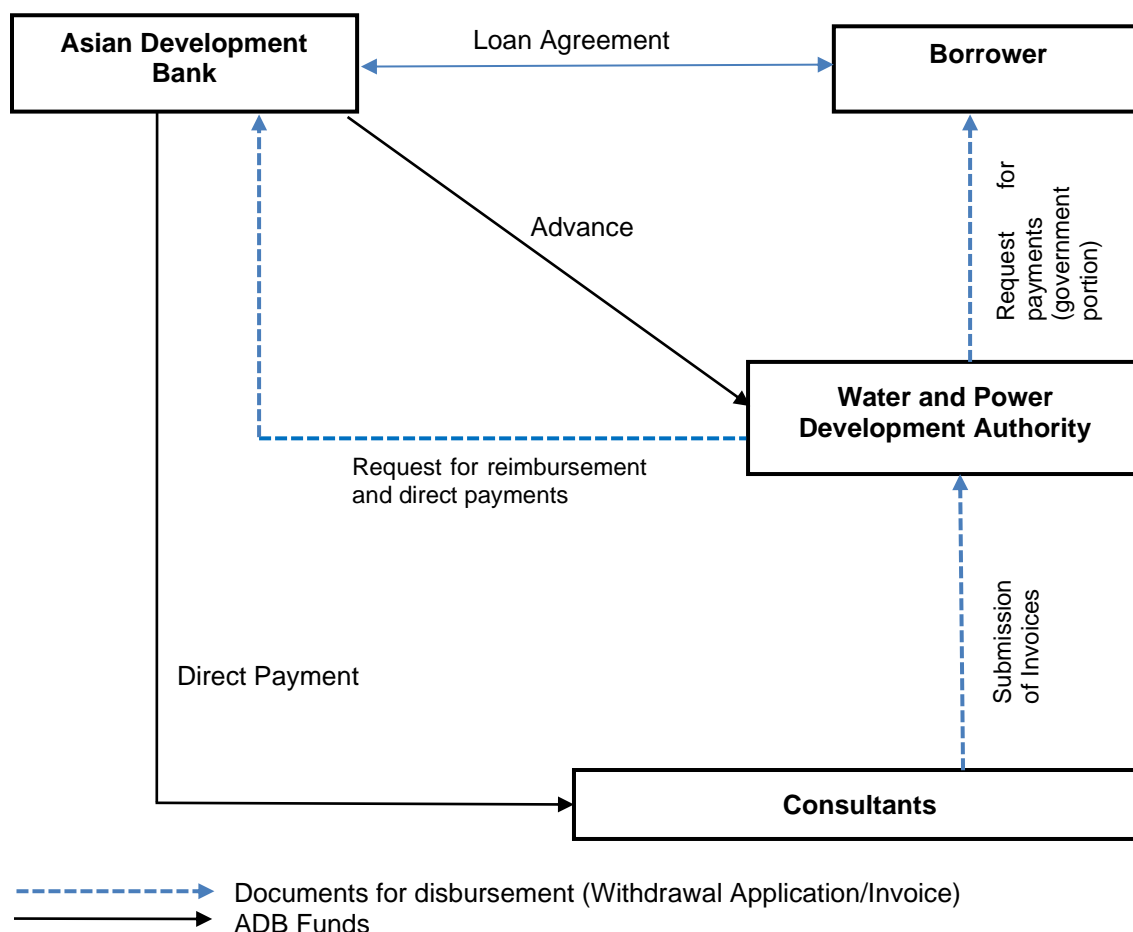 Asian Development
Bank
Loan Agreement
Borrower
Advance
Request for
payments
(government
portion)
Water and Power
Development Authority
Request for reimbursement
and direct payments
Submission
of Invoices
Direct Payment
Consultants
Documents for disbursement (Withdrawal Application/Invoice)
ADB Funds